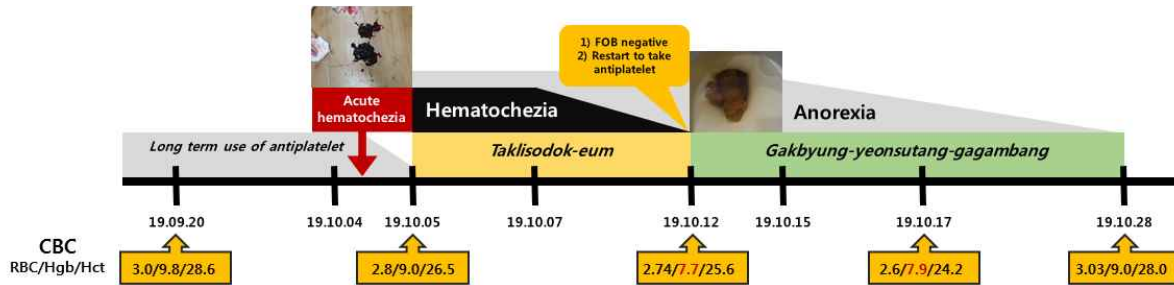 1) FOB negative
2) Restart to take
antiplatelet
Acute
hematochezia
Hematochezia
Anorexia
Long term use of antiplatelet
Taklisodok-eum
Gakbyung-yeonsutang-gagambang
19.09.20
19.10.04
19.10.05
19.10.07
19.10.12
19.10.15
19.10.17
19.10.28
CBC
RBC/Hgb/Hct
3.0/9.8/28.6
2.8/9.0/26.5
2.74/7.7/25.6
2.6/7.9/24.2
3.03/9.0/28.0